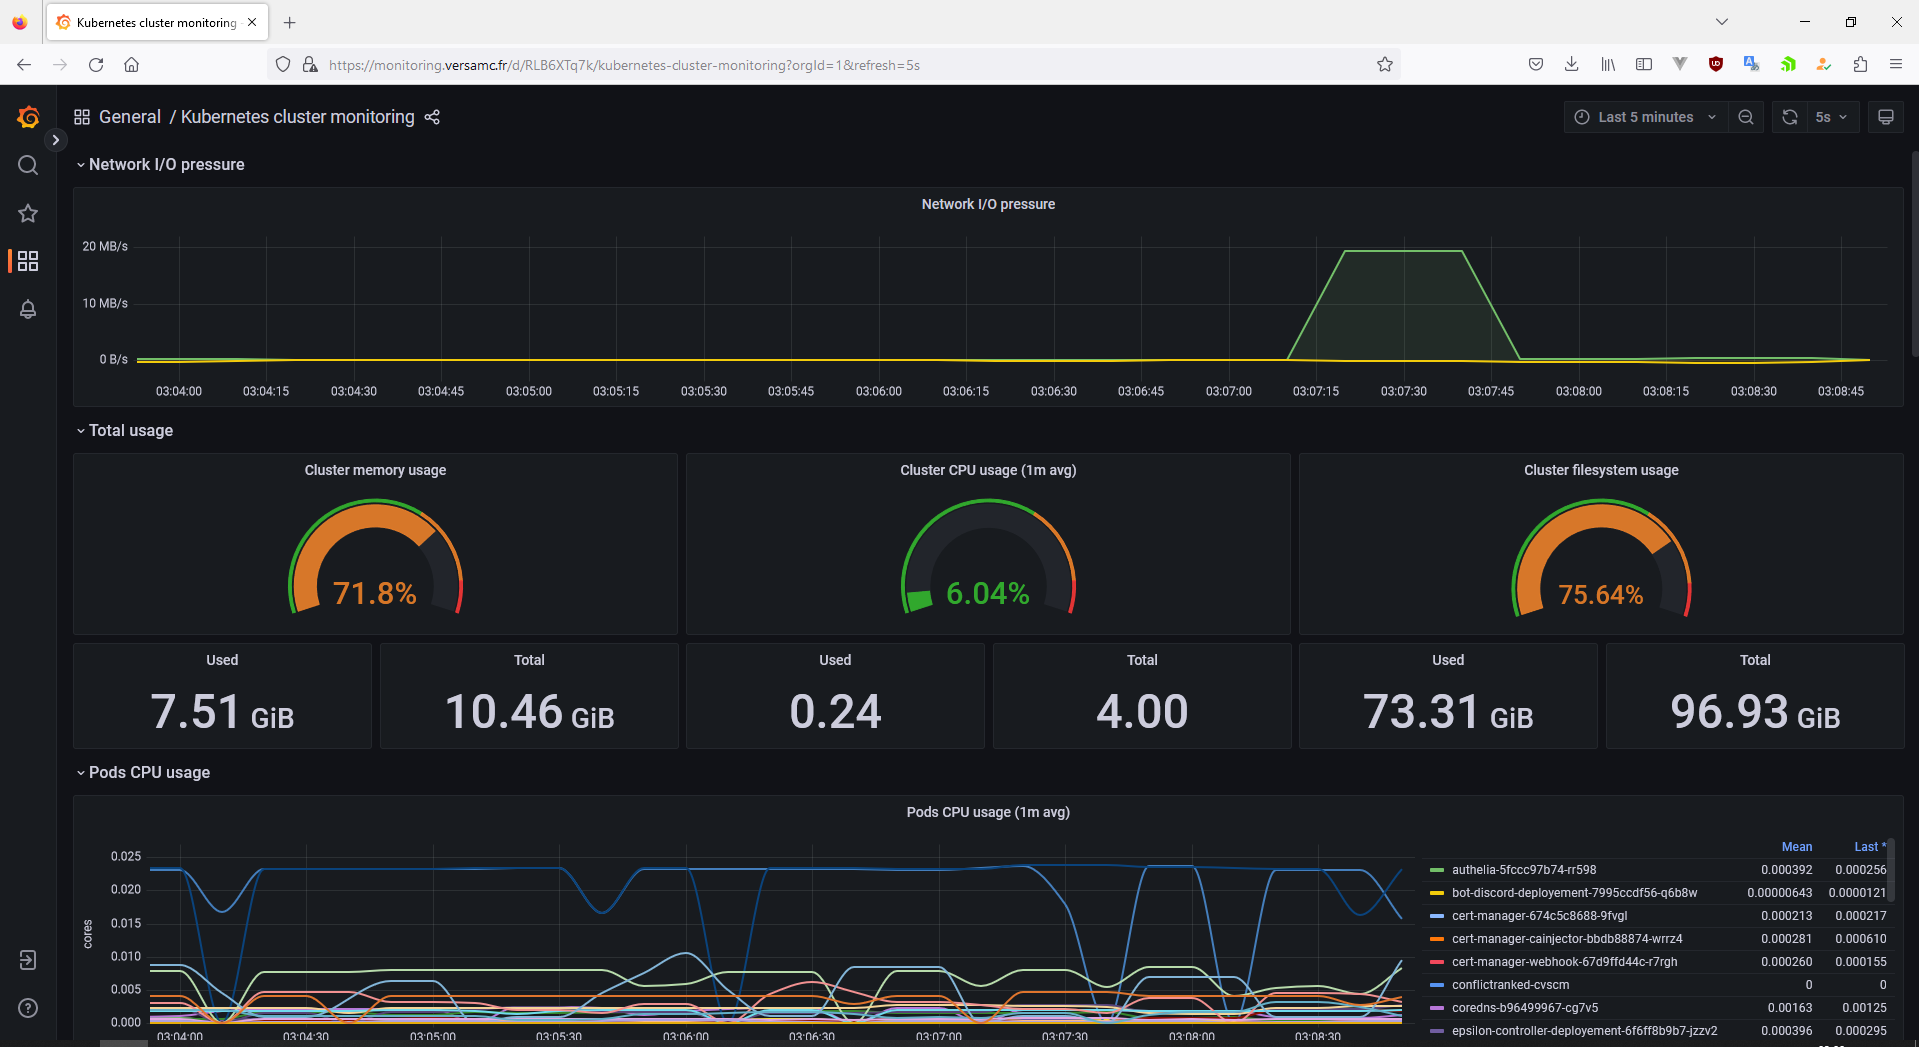 Kubernetes cluster monitoring
https://monitoring.versamc.fr/d/RLB6XTq7k/kubernetes-cluster-monitoring?orgId=1&refresh=5s
General / Kubernetes cluster monitoring
Last 5 minutes
5s
Network I/O pressure
Network I/O pressure
20 MB/s
10 MB/s
0 B/s
03:04:00 03:04:15 03:04:30 03:04:45 03:05:00 03:05:15 03:05:30 03:05:45 03:06:00 03:06:15 03:06:30 03:06:45 03:07:00 03:07:15 03:07:30 03:07:45 03:08:00 03:08:15 03:08:30 03:08:45
Total usage
Cluster memory usage
71.8%
Cluster CPU usage (1m avg)
6.04%
Cluster filesystem usage
75.64%
Used
7.51 GiB
Total
10.46 GiB
Used
0.24
Total
4.00
Used
73.31 GiB
Total
96.93 GiB
Pods CPU usage
Pods CPU usage (1m avg)
cores
0.025
0.020
0.015
0.010
0.005
0.000
03:04:00 03:04:30 03:05:00 03:05:30 03:06:00 03:06:30 03:07:00 03:07:30 03:08:00 03:08:30
Mean Last *
authelia-5fccc97b74-rr598 0.000392 0.000256
bot-discord-deployement-7995ccdf56-q6b8w 0.00000643 0.0000121
cert-manager-674c5c8688-9fvgl 0.000213 0.000217
cert-manager-cainjector-bbdb88874-wrrz4 0.000281 0.000610
cert-manager-webhook-67d9ffd44c-r7rgh 0.000260 0.000155
conflictranked-cvscm 0 0
coredns-b96499967-cg7v5 0.00163 0.00125
epsilon-controller-deployement-6f6ff8b9b7-jzzv2 0.000396 0.000295